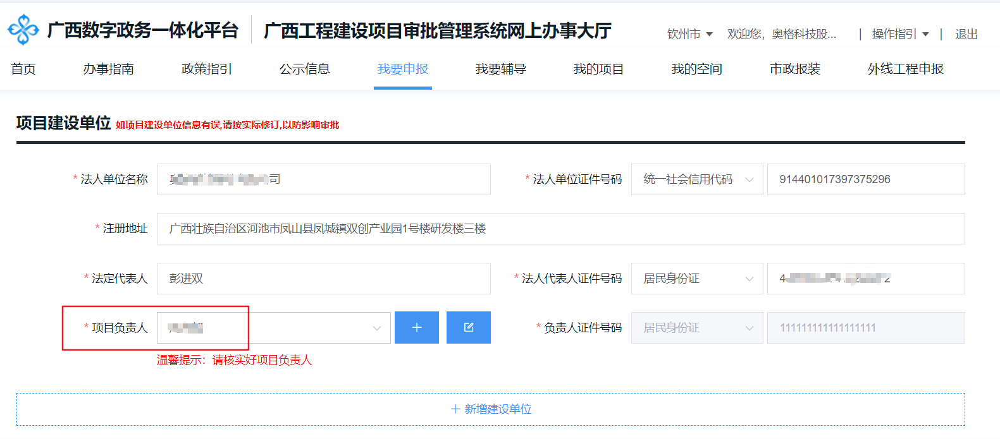 广西数字政务一体化平台 广西工程建设项目审批管理系统网上办事大厅 钦州市 欢迎您，奥格科技股... | 操作指引 | 退出
首页 办事指南 政策指引 公示信息 我要申报 我要辅导 我的项目 我的空间 市政报装 外线工程申报
项目建设单位 如项目建设单位信息有误,请按实际修订,以防影响审批
* 法人单位名称 司 * 法人单位证件号码 统一社会信用代码 914401017397375296
* 注册地址 广西壮族自治区河池市凤山县凤城镇双创产业园1号楼研发楼三楼
* 法定代表人 彭进双 * 法人代表人证件号码 居民身份证 4 2
* 项目负责人 * 负责人证件号码 居民身份证 111111111111111111
温馨提示：请核实好项目负责人
+ 新增建设单位